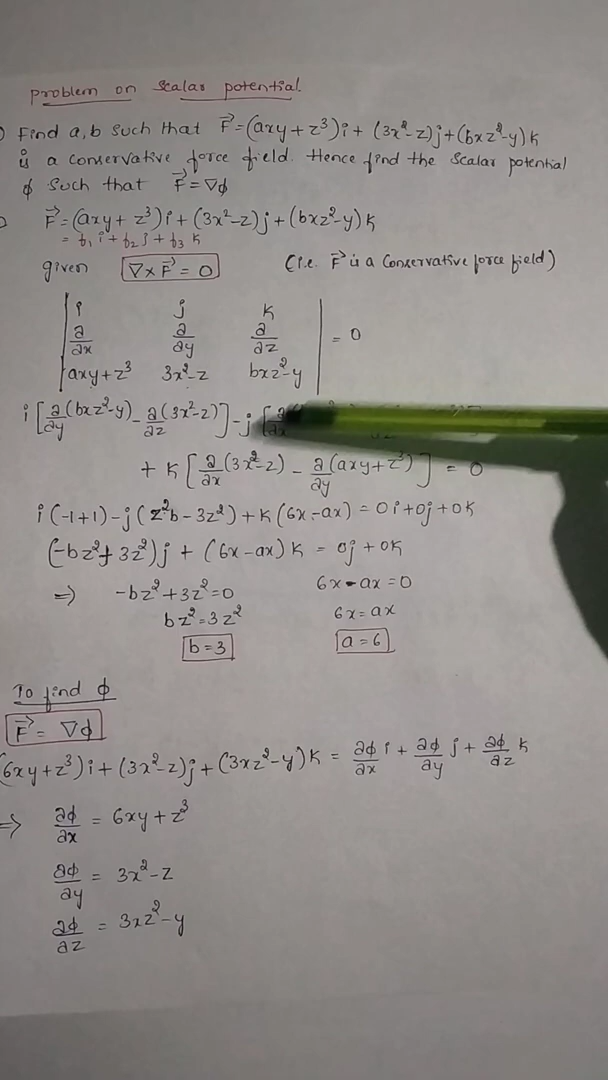 problem on scalar potential
Find a,b such that F⃗=(axy+z³)i+(3x²-z)j+(bxz²-y)k
is a conservative force field. Hence find the scalar potential
ϕ such that F⃗=∇ϕ
F⃗=(axy+z³)i+(3x²-z)j+(bxz²-y)k
= f₁ i + f₂ j + f₃ k
given ∇×F⃗=0 (i.e. F⃗ is a conservative force field)
| i j k |
| ∂/∂x ∂/∂y ∂/∂z | = 0
| axy+z³ 3x²-z bxz²-y |
i[∂/∂y(bxz²-y) - ∂/∂z(3x²-z)] - j[∂/∂x
+ k[∂/∂x(3x²-z) - ∂/∂y(axy+z³)] = 0
i(-1+1)-j(z²b-3z²)+k(6x-ax)=0i+0j+0k
(-bz²+3z²)j + (6x-ax)k = 0j+0k
⇒ -bz²+3z²=0 6x-ax=0
bz²=3z² 6x=ax
b=3 a=6
To find ϕ
F⃗=∇ϕ
(6xy+z³)i+(3x²-z)j+(3xz²-y)k = ∂ϕ/∂x i + ∂ϕ/∂y j + ∂ϕ/∂z k
⇒ ∂ϕ/∂x = 6xy+z³
∂ϕ/∂y = 3x²-z
∂ϕ/∂z = 3xz²-y